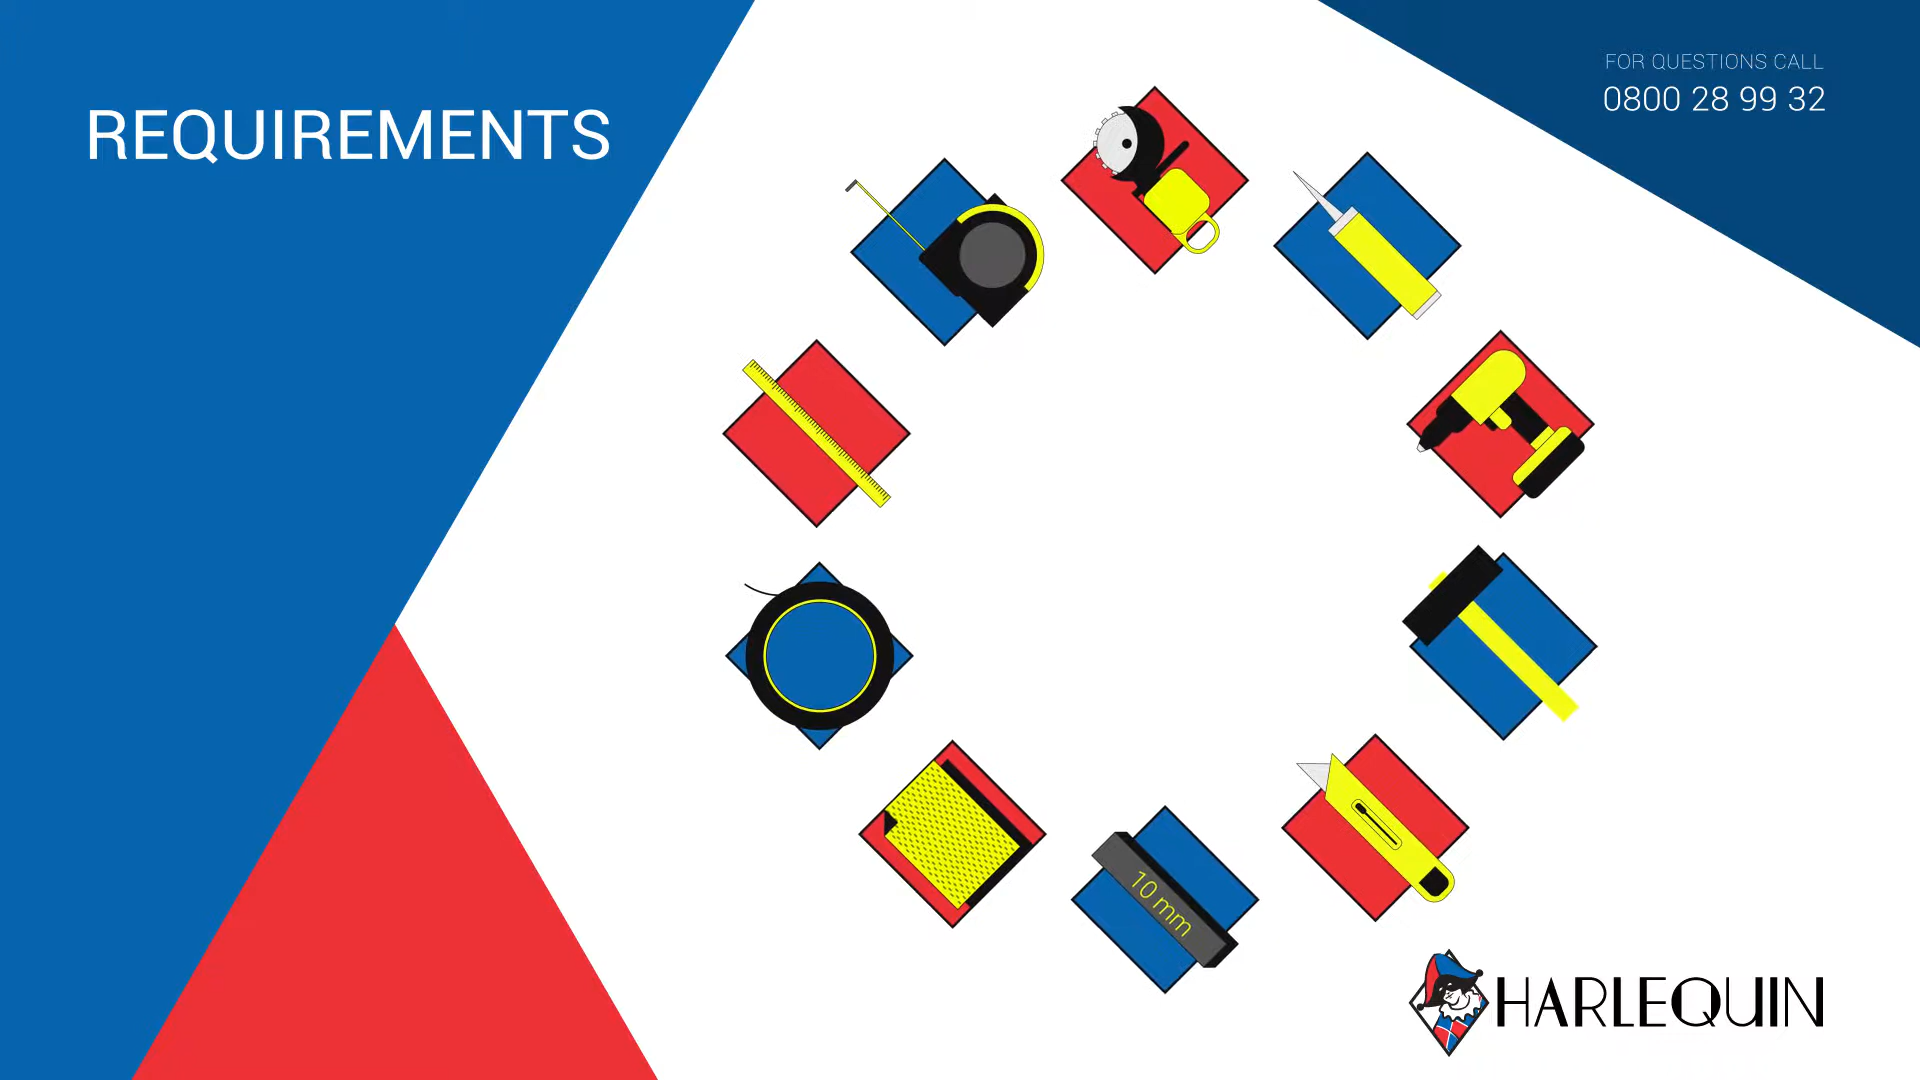 REQUIREMENTS
FOR QUESTIONS CALL
0800 28 99 32
10 mm
HARLEQUIN